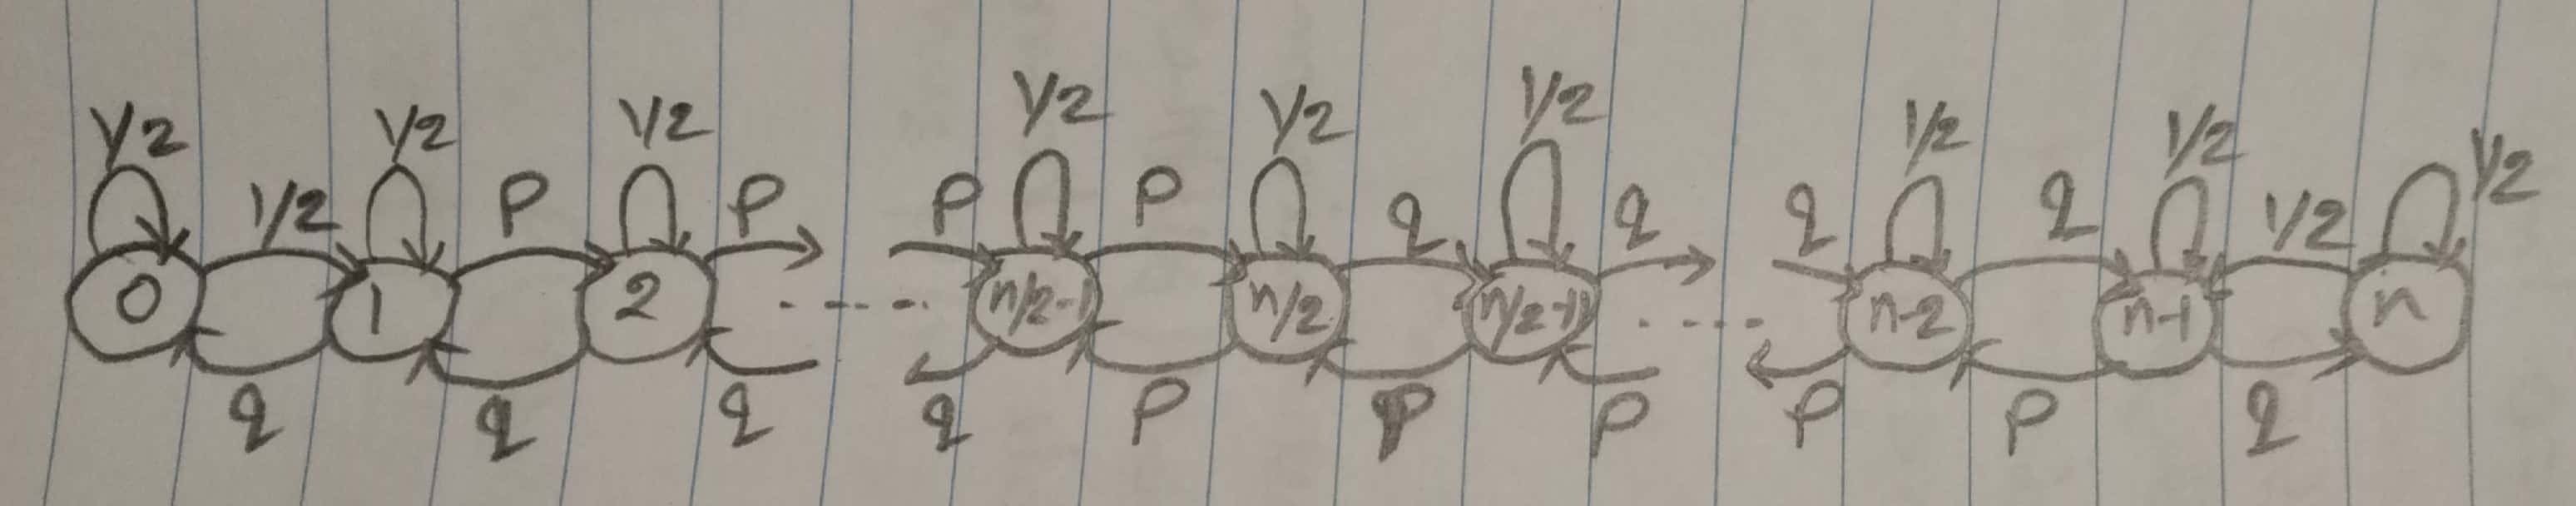 1/2 1/2 1/2 1/2 1/2 1/2 1/2 1/2 1/2
1/2 P P P P q q q q 1/2
0 1 2 n/2-1 n/2 n/2-1 n-2 n-1 n
q q q q P P P P P q